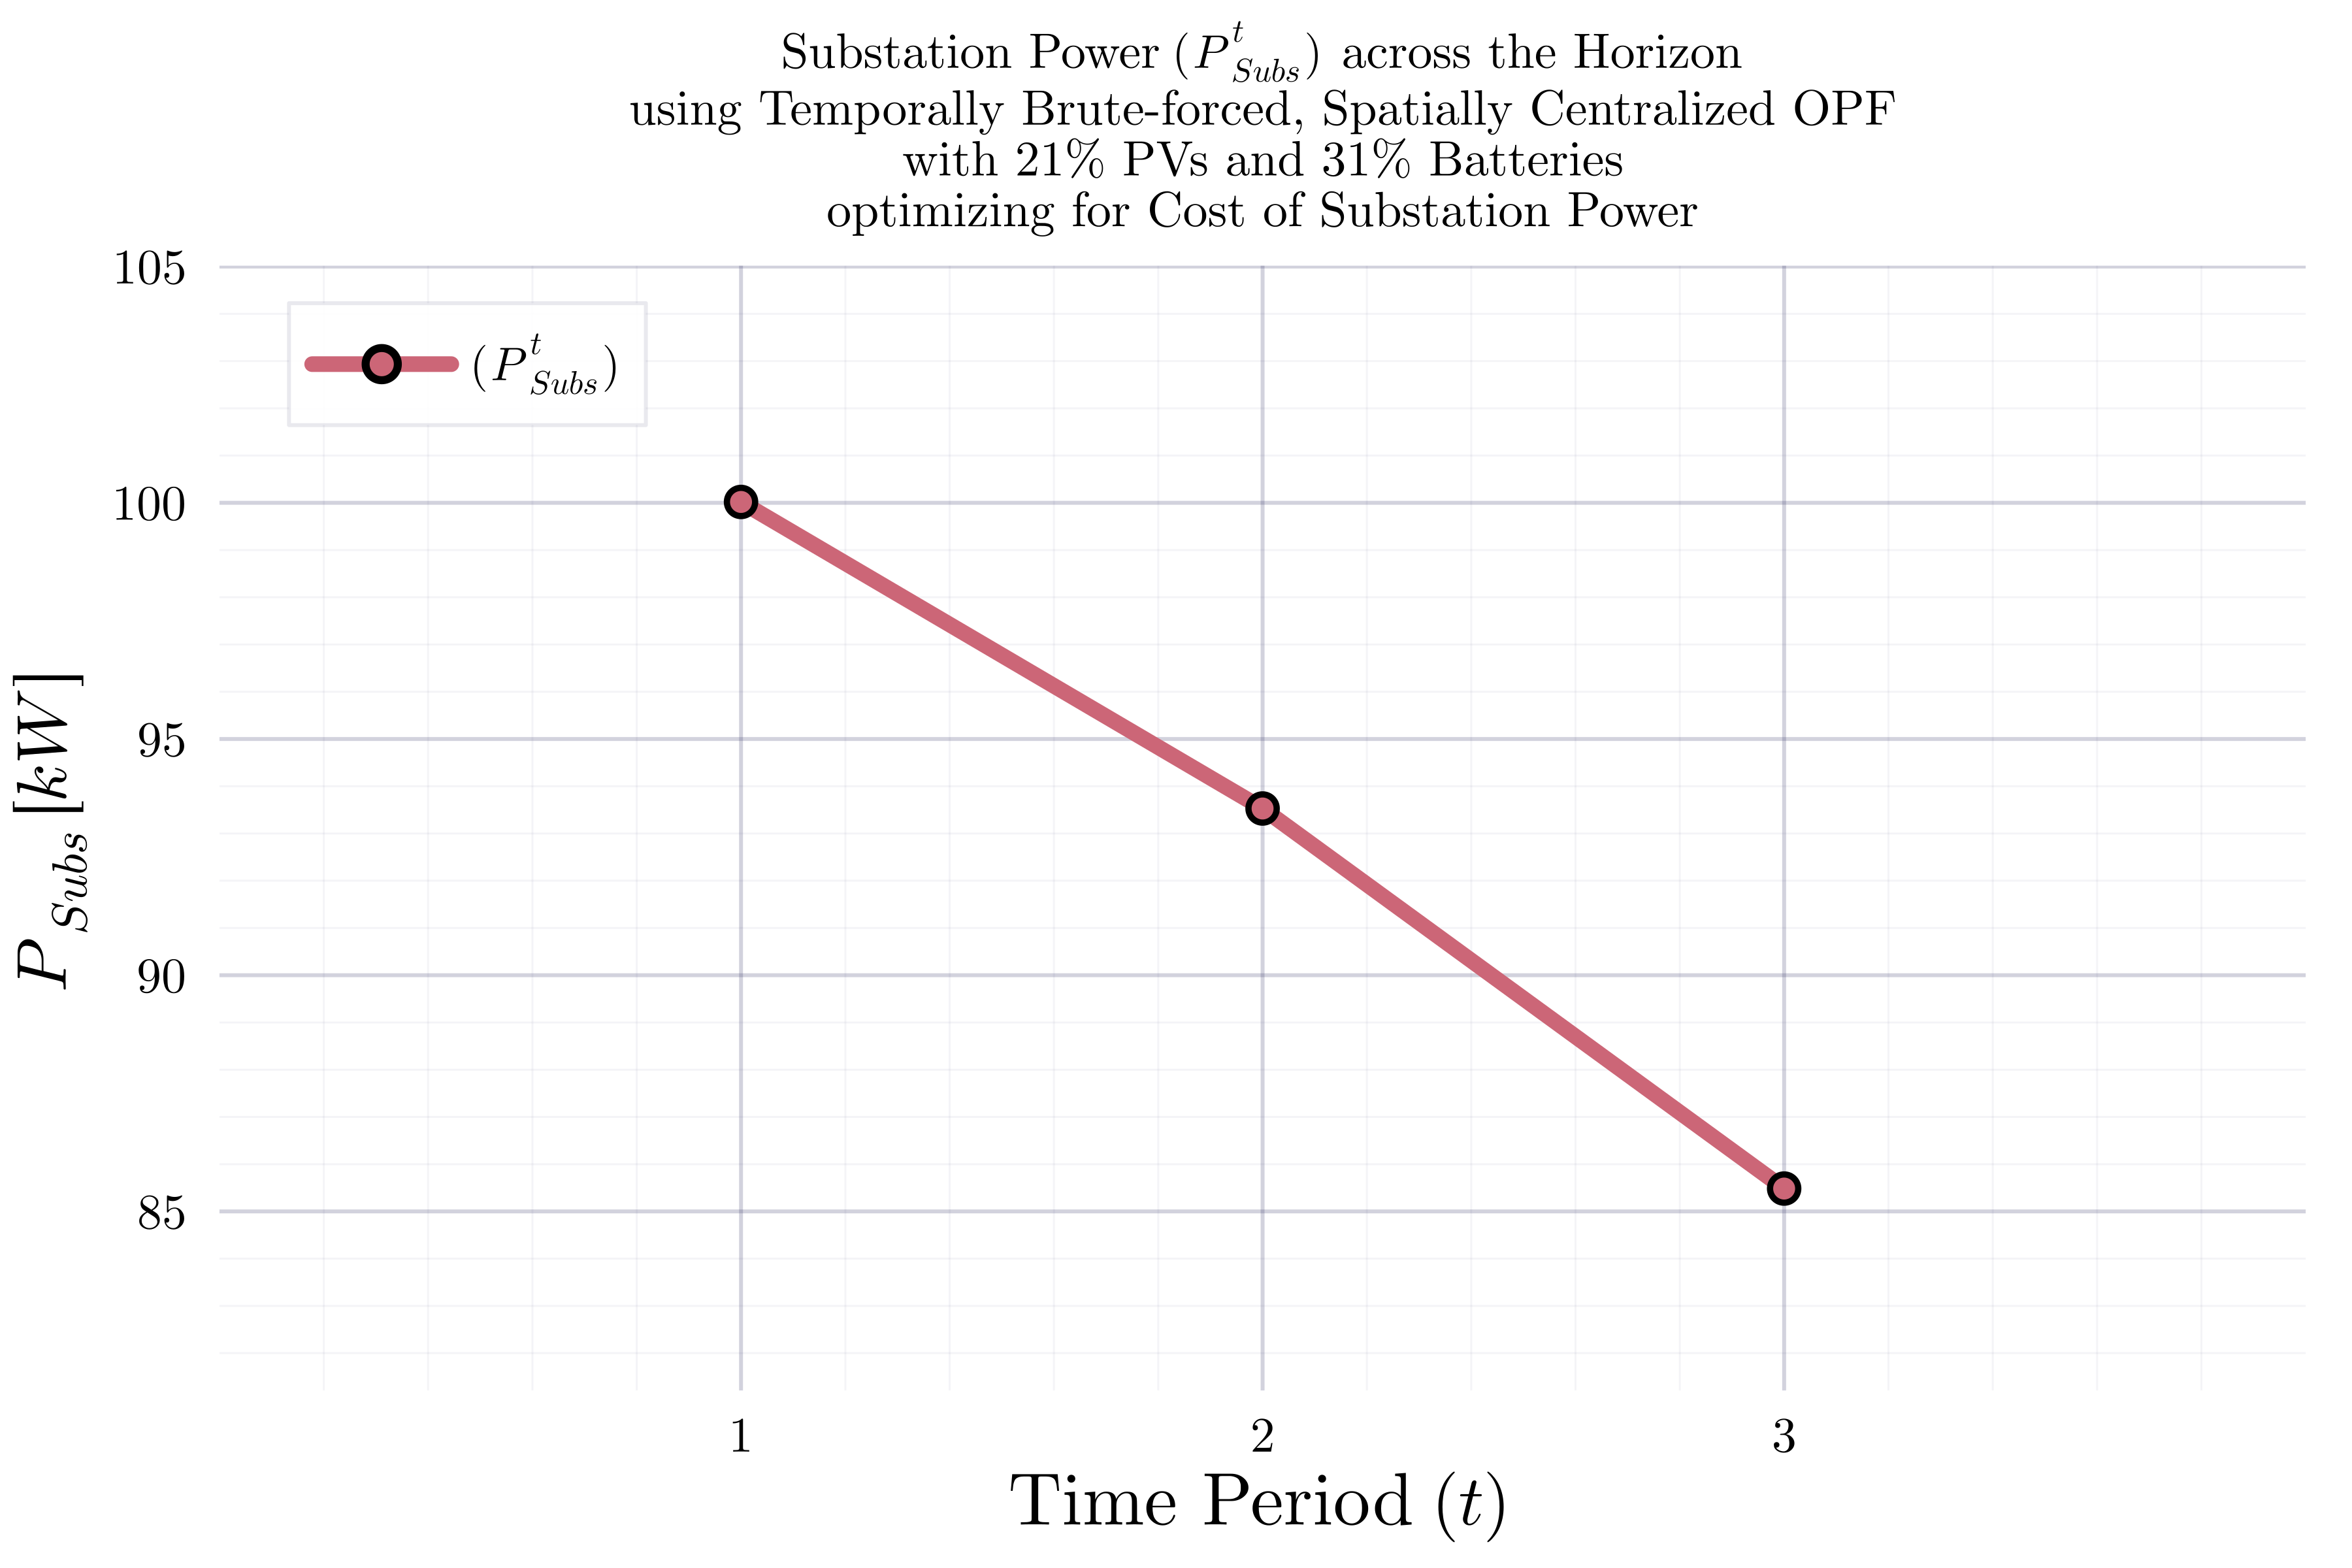 Substation Power (P^t_Subs) across the Horizon
using Temporally Brute-forced, Spatially Centralized OPF
with 21% PVs and 31% Batteries
optimizing for Cost of Substation Power
105
(P^t_Subs)
100
95
90
85
P_Subs [kW]
1 2 3
Time Period (t)